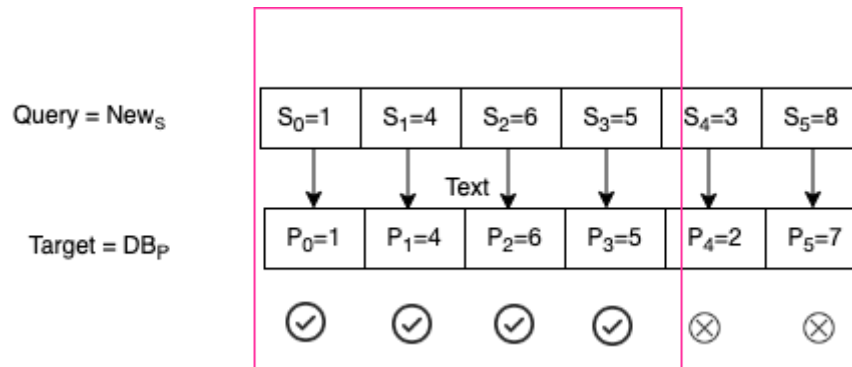 Query = New_S S_0=1 S_1=4 S_2=6 S_3=5 S_4=3 S_5=8
Text
Target = DB_P P_0=1 P_1=4 P_2=6 P_3=5 P_4=2 P_5=7